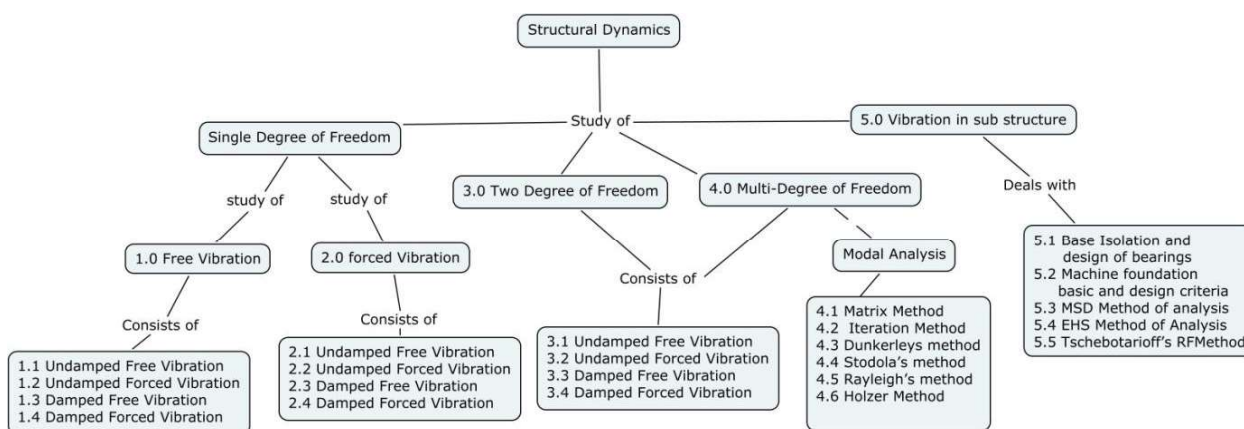 Structural Dynamics
Study of
Single Degree of Freedom
5.0 Vibration in sub structure
3.0 Two Degree of Freedom
4.0 Multi-Degree of Freedom
Deals with
study of
study of
1.0 Free Vibration
2.0 forced Vibration
Consists of
Modal Analysis
5.1 Base Isolation and
design of bearings
5.2 Machine foundation
basic and design criteria
5.3 MSD Method of analysis
5.4 EHS Method of Analysis
5.5 Tschebotarioff's RFMethod
Consists of
Consists of
1.1 Undamped Free Vibration
1.2 Undamped Forced Vibration
1.3 Damped Free Vibration
1.4 Damped Forced Vibration
2.1 Undamped Free Vibration
2.2 Undamped Forced Vibration
2.3 Damped Free Vibration
2.4 Damped Forced Vibration
3.1 Undamped Free Vibration
3.2 Undamped Forced Vibration
3.3 Damped Free Vibration
3.4 Damped Forced Vibration
4.1 Matrix Method
4.2 Iteration Method
4.3 Dunkerleys method
4.4 Stodola's method
4.5 Rayleigh's method
4.6 Holzer Method